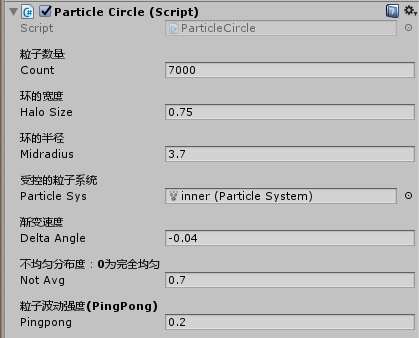 Particle Circle (Script)
Script ParticleCircle
粒子数量
Count 7000
环的宽度
Halo Size 0.75
环的半径
Midradius 3.7
受控的粒子系统
Particle Sys inner (Particle System)
渐变速度
Delta Angle -0.04
不均匀分布度：0为完全均匀
Not Avg 0.7
粒子波动强度(PingPong)
Pingpong 0.2